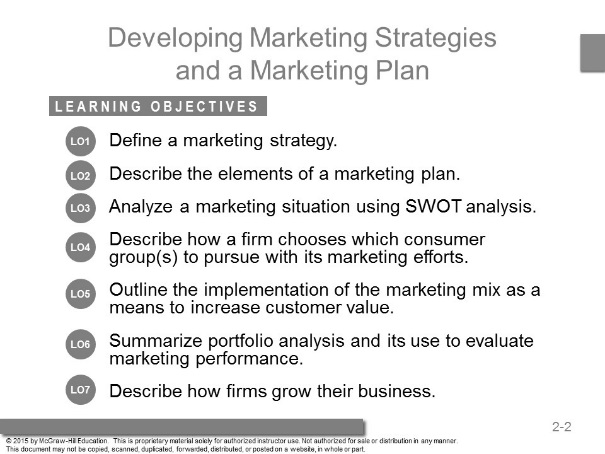 Developing Marketing Strategies
and a Marketing Plan
LEARNING OBJECTIVES
LO1 Define a marketing strategy.
LO2 Describe the elements of a marketing plan.
LO3 Analyze a marketing situation using SWOT analysis.
LO4 Describe how a firm chooses which consumer
group(s) to pursue with its marketing efforts.
LO5 Outline the implementation of the marketing mix as a
means to increase customer value.
LO6 Summarize portfolio analysis and its use to evaluate
marketing performance.
LO7 Describe how firms grow their business.
2-2
© 2015 by McGraw-Hill Education. This is proprietary material solely for authorized instructor use. Not authorized for sale or distribution in any manner.
This document may not be copied, scanned, duplicated, forwarded, distributed, or posted on a website, in whole or part.